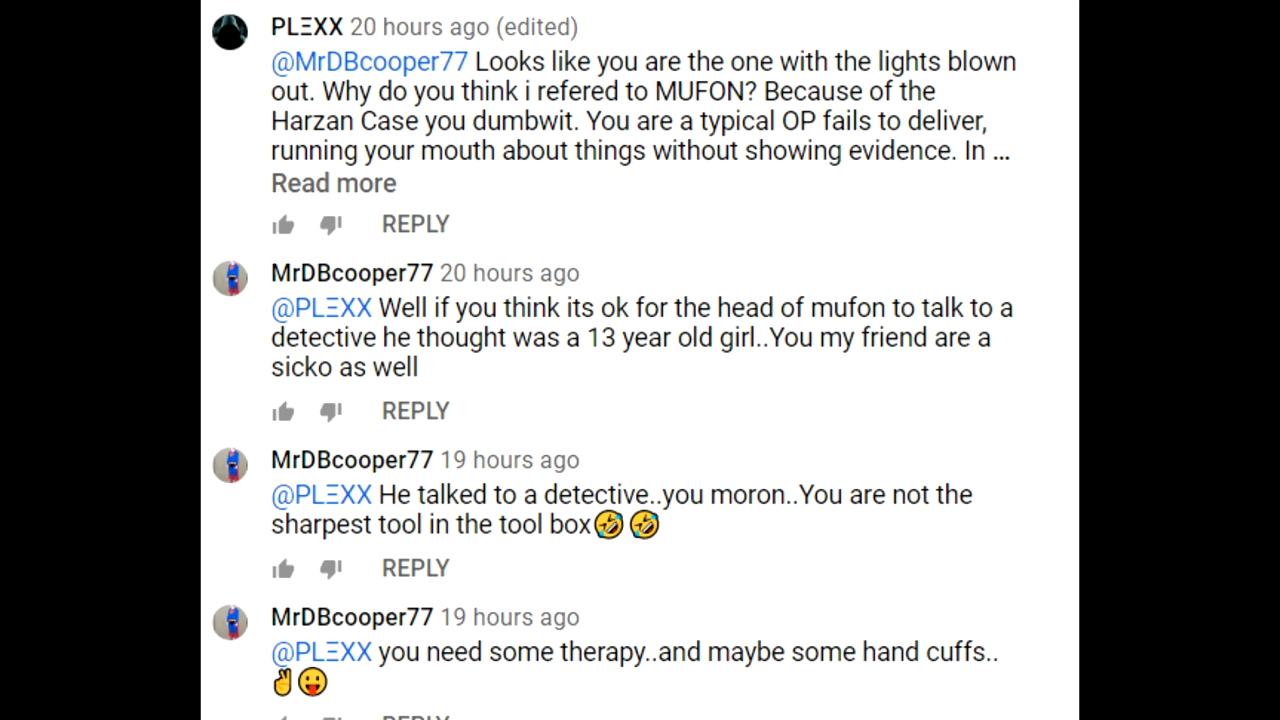 PLΞXX 20 hours ago (edited)
@MrDBcooper77 Looks like you are the one with the lights blown
out. Why do you think i refered to MUFON? Because of the
Harzan Case you dumbwit. You are a typical OP fails to deliver,
running your mouth about things without showing evidence. In ...
Read more
REPLY
MrDBcooper77 20 hours ago
@PLΞXX Well if you think its ok for the head of mufon to talk to a
detective he thought was a 13 year old girl..You my friend are a
sicko as well
REPLY
MrDBcooper77 19 hours ago
@PLΞXX He talked to a detective..you moron..You are not the
sharpest tool in the tool box🤣🤣
REPLY
MrDBcooper77 19 hours ago
@PLΞXX you need some therapy..and maybe some hand cuffs..
✌😛
REPLY